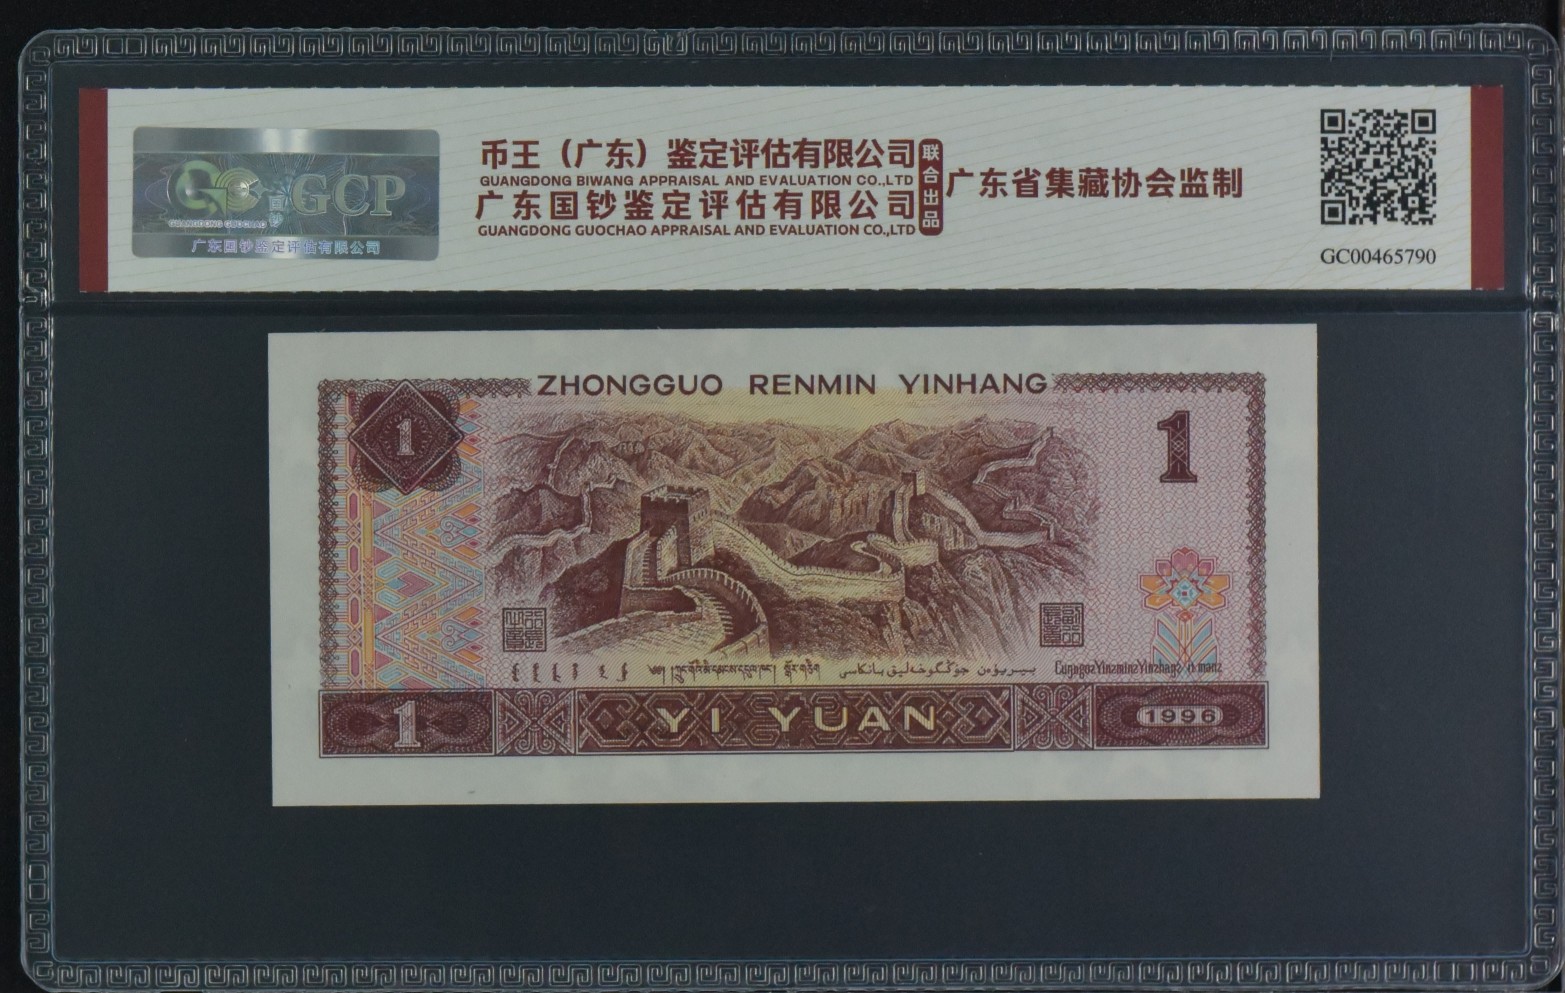 GCP
GUANGDONG GUOCHAO
广东国钞鉴定评估有限公司
币王（广东）鉴定评估有限公司
GUANGDONG BIWANG APPRAISAL AND EVALUATION CO.,LTD
广东国钞鉴定评估有限公司
GUANGDONG GUOCHAO APPRAISAL AND EVALUATION CO.,LTD
联合出品
广东省集藏协会监制
GC00465790
ZHONGGUO RENMIN YINHANG
1
1
1
YI YUAN
1996